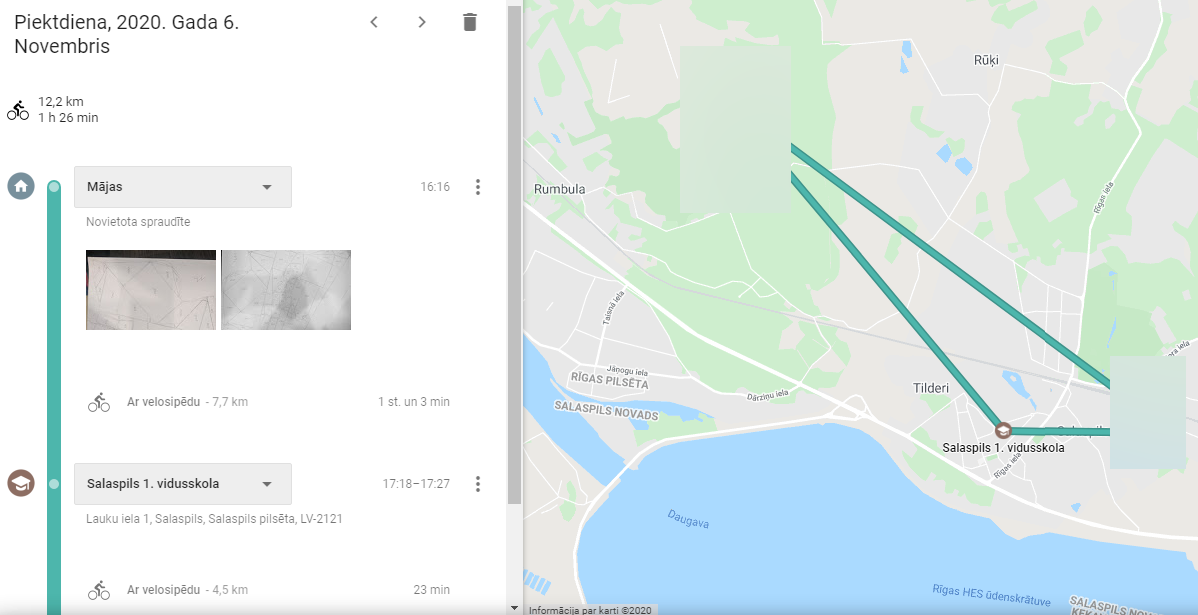 Piektdiena, 2020. Gada 6.
Novembris
12,2 km
1 h 26 min
Mājas
16:16
Novietota spraudīte
Ar velosipēdu - 7,7 km
1 st. un 3 min
Salaspils 1. vidusskola
17:18–17:27
Lauku iela 1, Salaspils, Salaspils pilsēta, LV-2121
Ar velosipēdu - 4,5 km
23 min
Rūķi
Rumbula
Rīgas iela
Taisnā iela
Jāņogu iela
RĪGAS PILSĒTA
SALASPILS NOVADS
Dārziņu iela
Tilderi
Salaspils 1. vidusskola
Rīgas iela
Daugava
Rīgas HES ūdenskrātuve
SALASPILS NOVADS
Informācija par karti ©2020